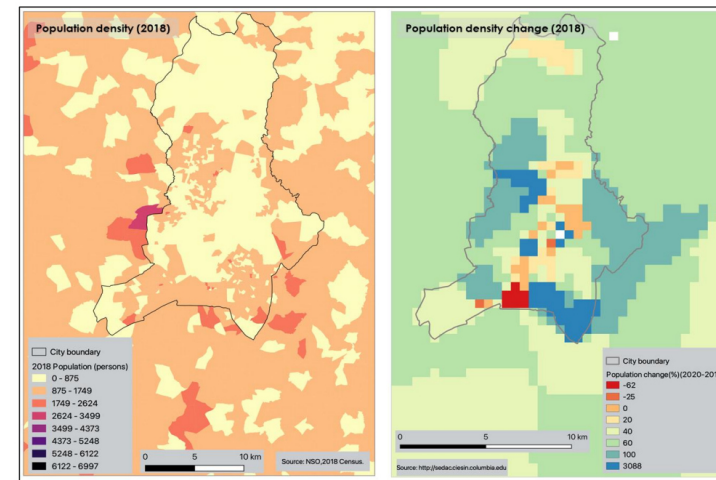 Population density (2018)
City boundary
2018 Population (persons)
0 - 875
875 - 1749
1749 - 2624
2624 - 3499
3499 - 4373
4373 - 5248
5248 - 6122
6122 - 6997
0 5 10 km
Source: NSO,2018 Census.
Population density change (2018)
City boundary
Population change(%)(2020-201
-62
-25
0
20
40
60
100
3088
0 5 10 km
Source: http://sedac.ciesin.columbia.edu